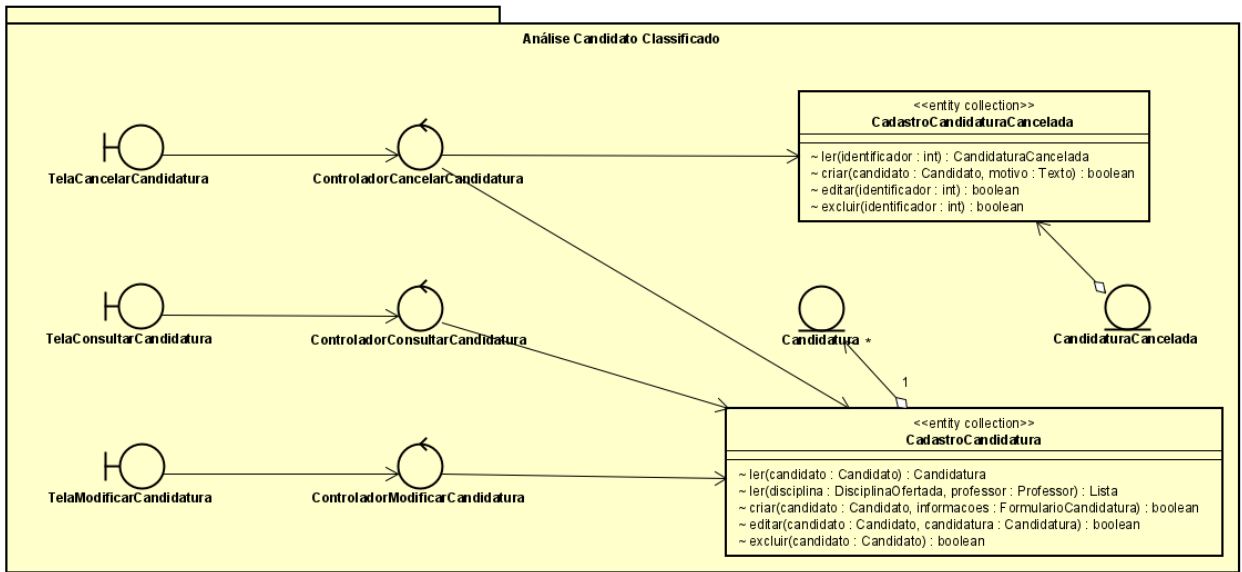 Análise Candidato Classificado
<<entity collection>>
CadastroCandidaturaCancelada
~ ler(identificador : int) : CandidaturaCancelada
~ criar(candidato : Candidato, motivo : Texto) : boolean
~ editar(identificador : int) : boolean
~ excluir(identificador : int) : boolean
TelaCancelarCandidatura
ControladorCancelarCandidatura
TelaConsultarCandidatura
ControladorConsultarCandidatura
Candidatura
*
CandidaturaCancelada
1
<<entity collection>>
CadastroCandidatura
~ ler(candidato : Candidato) : Candidatura
~ ler(disciplina : DisciplinaOfertada, professor : Professor) : Lista
~ criar(candidato : Candidato, informacoes : FormularioCandidatura) : boolean
~ editar(candidato : Candidato, candidatura : Candidatura) : boolean
~ excluir(candidato : Candidato) : boolean
TelaModificarCandidatura
ControladorModificarCandidatura